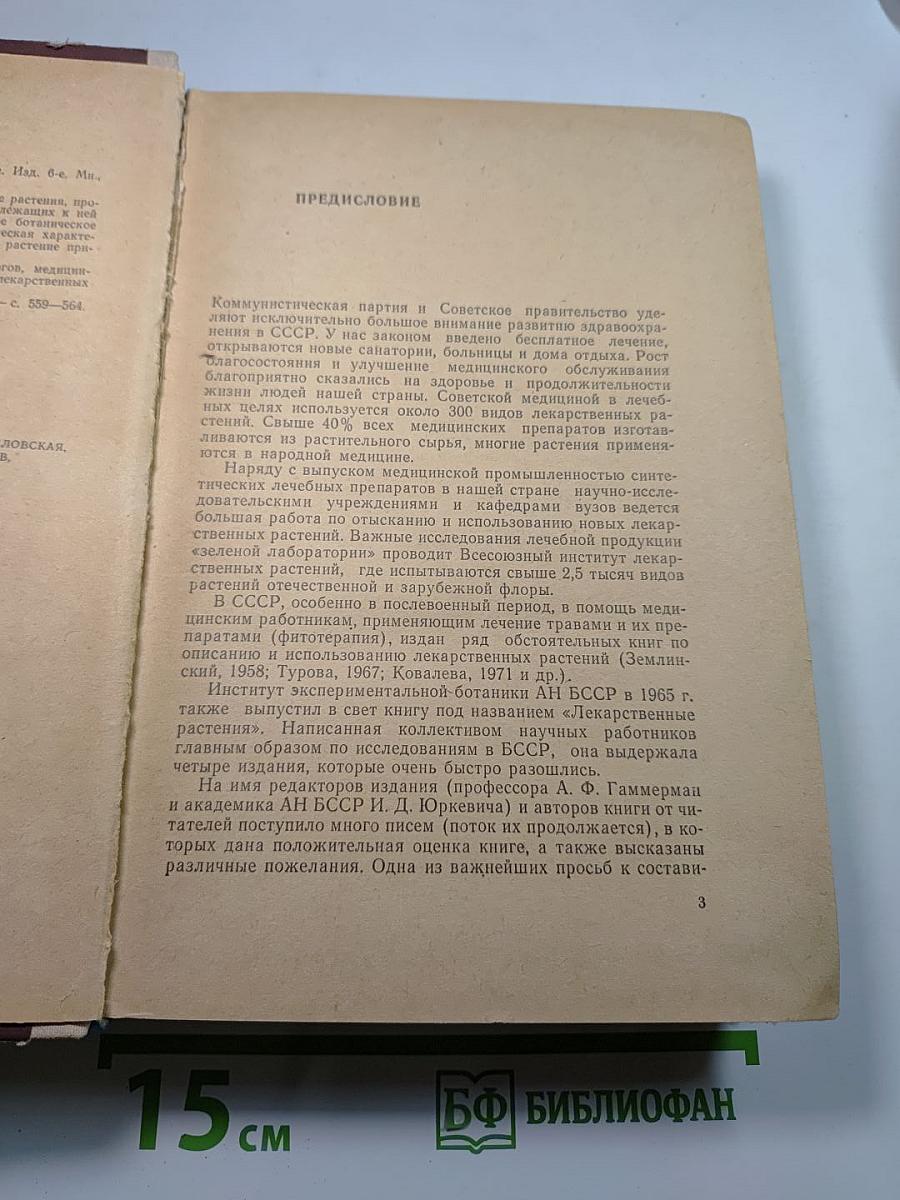 . Изд. 6-е. Мн.,
е растения, про-
лежащих к ней
е ботаническое
еская характе-
растение при-
гов, медицин-
лекарственных
— с. 559—564.
ЛОВСКАЯ,
В,
ПРЕДИСЛОВИЕ
Коммунистическая партия и Советское правительство уде-
ляют исключительно большое внимание развитию здравоохра-
нения в СССР. У нас законом введено бесплатное лечение,
открываются новые санатории, больницы и дома отдыха. Рост
благосостояния и улучшение медицинского обслуживания
благоприятно сказались на здоровье и продолжительности
жизни людей нашей страны. Советской медициной в лечеб-
ных целях используется около 300 видов лекарственных ра-
стений. Свыше 40% всех медицинских препаратов изготав-
ливаются из растительного сырья, многие растения применя-
ются в народной медицине.
Наряду с выпуском медицинской промышленностью синте-
тических лечебных препаратов в нашей стране научно-иссле-
довательскими учреждениями и кафедрами вузов ведется
большая работа по отысканию и использованию новых лекар-
ственных растений. Важные исследования лечебной продукции
«зеленой лаборатории» проводит Всесоюзный институт лекар-
ственных растений, где испытываются свыше 2,5 тысяч видов
растений отечественной и зарубежной флоры.
В СССР, особенно в послевоенный период, в помощь меди-
цинским работникам, применяющим лечение травами и их пре-
паратами (фитотерапия), издан ряд обстоятельных книг по
описанию и использованию лекарственных растений (Землин-
ский, 1958; Турова, 1967; Ковалева, 1971 и др.).
Институт экспериментальной ботаники АН БССР в 1965 г.
также выпустил в свет книгу под названием «Лекарственные
растения». Написанная коллективом научных работников
главным образом по исследованиям в БССР, она выдержала
четыре издания, которые очень быстро разошлись.
На имя редакторов издания (профессора А. Ф. Гаммерман
и академика АН БССР И. Д. Юркевича) и авторов книги от чи-
тателей поступило много писем (поток их продолжается), в ко-
торых дана положительная оценка книге, а также высказаны
различные пожелания. Одна из важнейших просьб к состави-
3
15 см
БФ БИБЛИОФАН